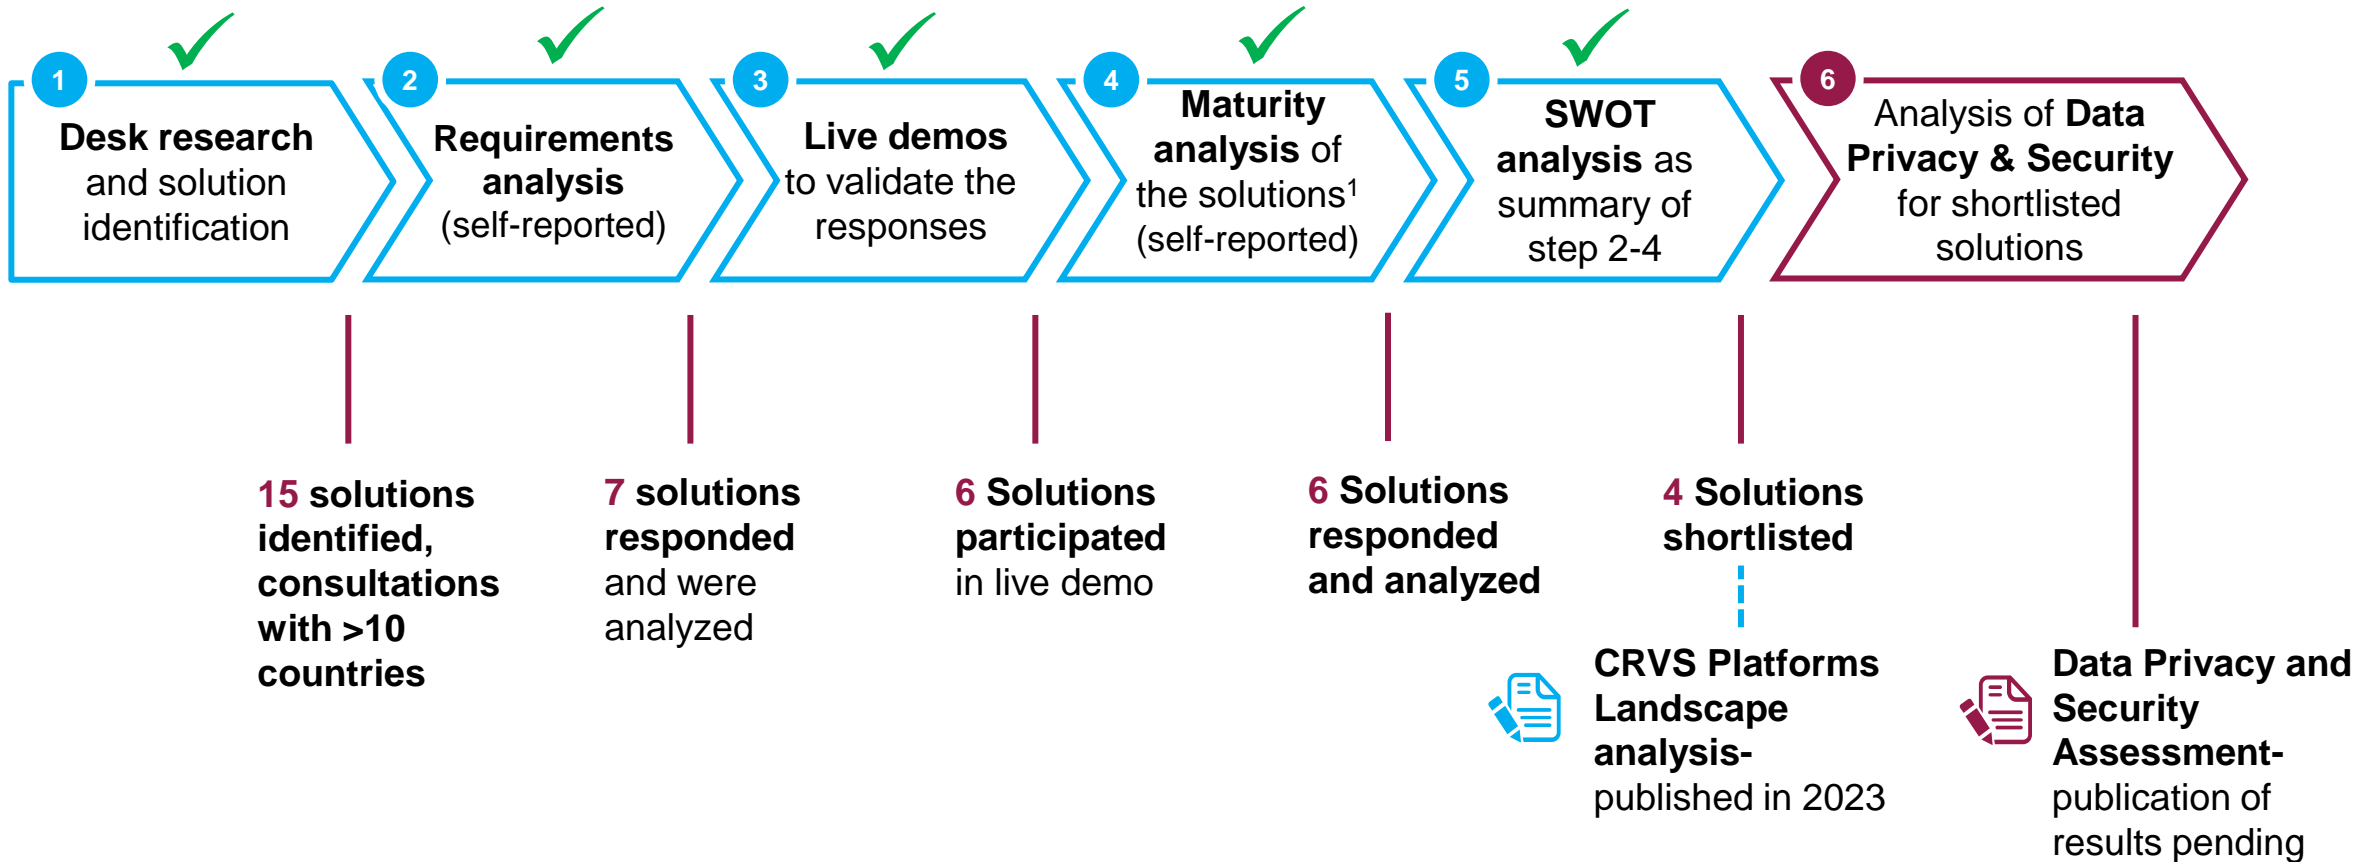 1
Desk research
and solution
identification
2
Requirements
analysis
(self-reported)
3
Live demos
to validate the
responses
4
Maturity
analysis of
the solutions¹
(self-reported)
5
SWOT
analysis as
summary of
step 2-4
6
Analysis of Data
Privacy & Security
for shortlisted
solutions
15 solutions
identified,
consultations
with >10
countries
7 solutions
responded
and were
analyzed
6 Solutions
participated
in live demo
6 Solutions
responded
and analyzed
4 Solutions
shortlisted
CRVS Platforms
Landscape
analysis-
published in 2023
Data Privacy and
Security
Assessment-
publication of
results pending